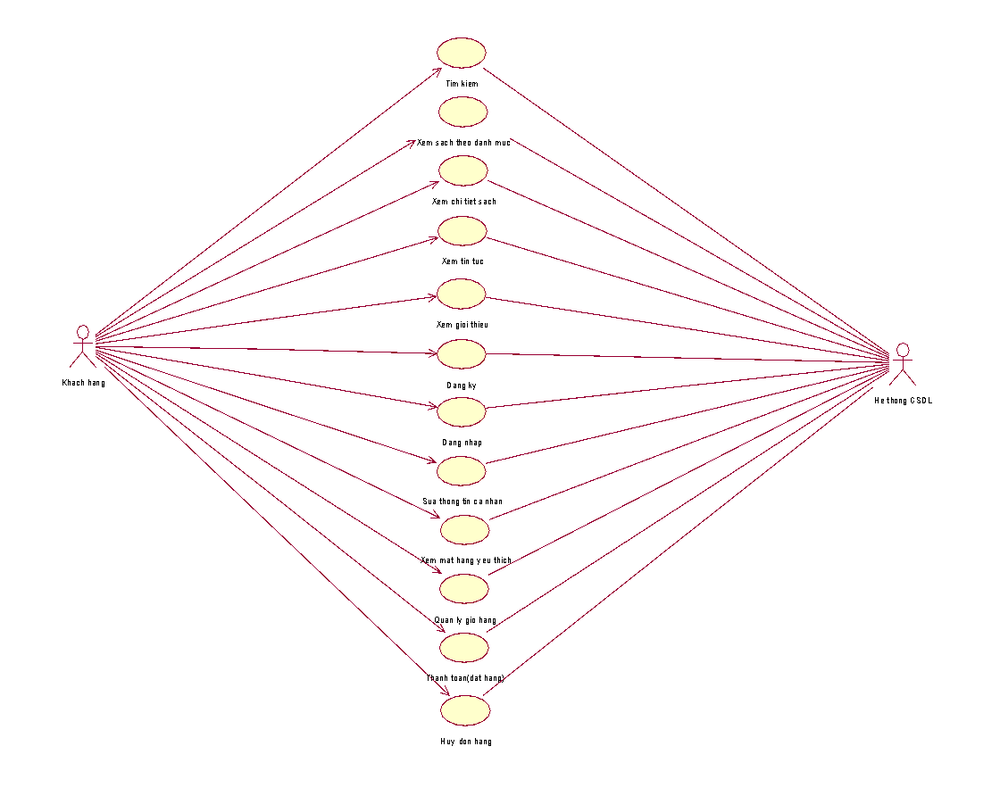 Tim kiem
Xem sach theo danh muc
Xem chi tiet sach
Xem tin tuc
Xem gioi thieu
Khach hang
Dang ky
He thong CSDL
Dang nhap
Sua thong tin ca nhan
Xem mat hang yeu thich
Quan ly gio hang
Thanh toan(dat hang)
Huy don hang